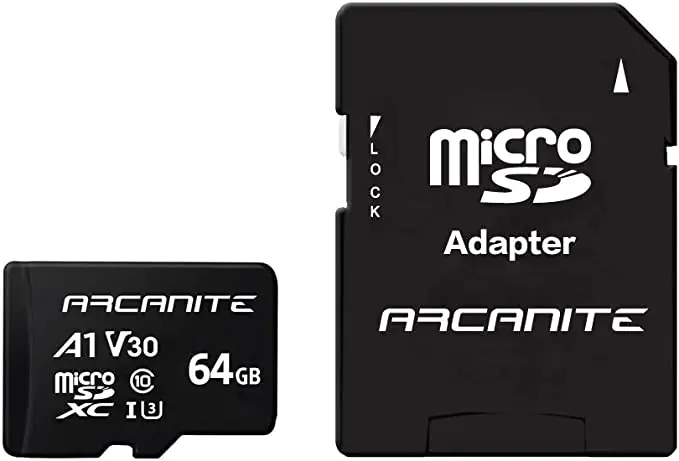 ARCANITE
A1 V30
64GB
micro SD XC
10
I U3
LOCK
micro
SD
Adapter
ARCANITE